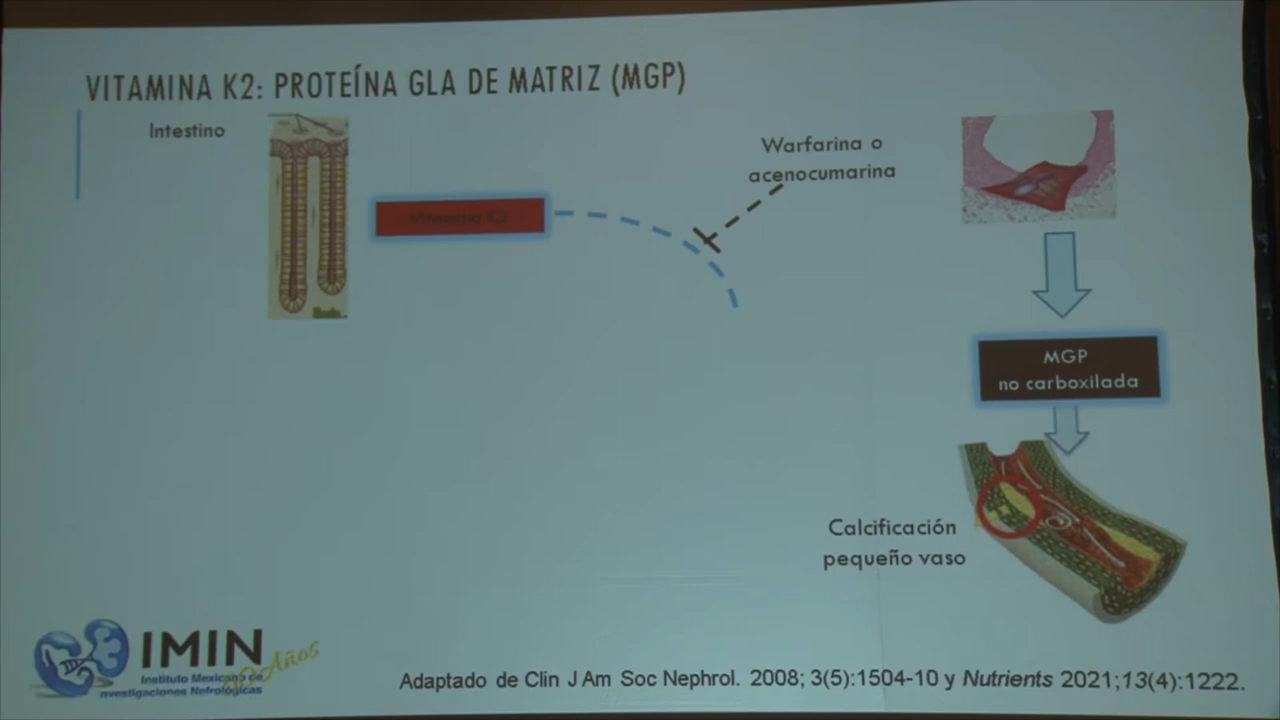 VITAMINA K2: PROTEÍNA GLA DE MATRIZ (MGP)
Intestino
Vitamina K2
Warfarina o
acenocumarina
MGP
no carboxilada
Calcificación
pequeño vaso
IMIN
Años
Instituto Mexicano de
Investigaciones Nefrológicas
Adaptado de Clin J Am Soc Nephrol. 2008; 3(5):1504-10 y Nutrients 2021;13(4):1222.